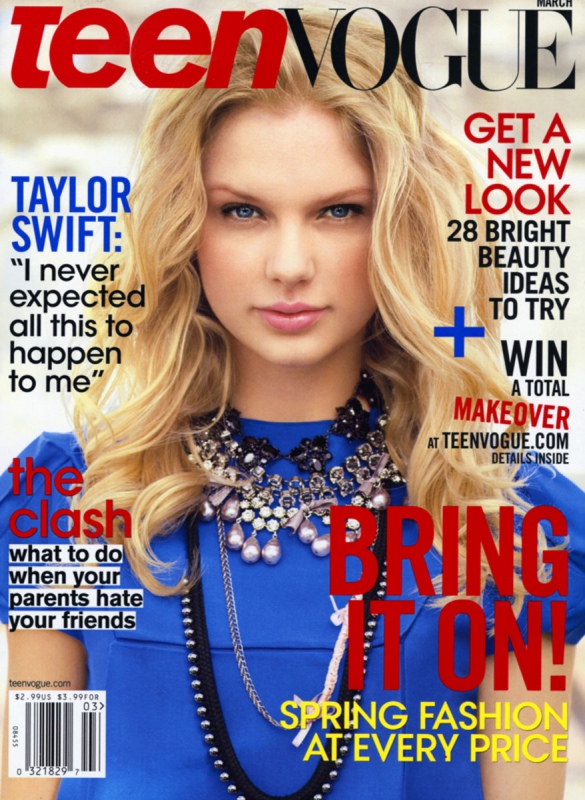 MARCH
teenVOGUE
TAYLOR
SWIFT:
“I never
expected
all this to
happen
to me”
GET A
NEW
LOOK
28 BRIGHT
BEAUTY
IDEAS
TO TRY
+
WIN
A TOTAL
MAKEOVER
AT TEENVOGUE.COM
DETAILS INSIDE
the
clash
what to do
when your
parents hate
your friends
BRING
IT ON!
SPRING FASHION
AT EVERY PRICE
teenvogue.com
$2.99US $3.99FOR
03>
08455
0 321829 7